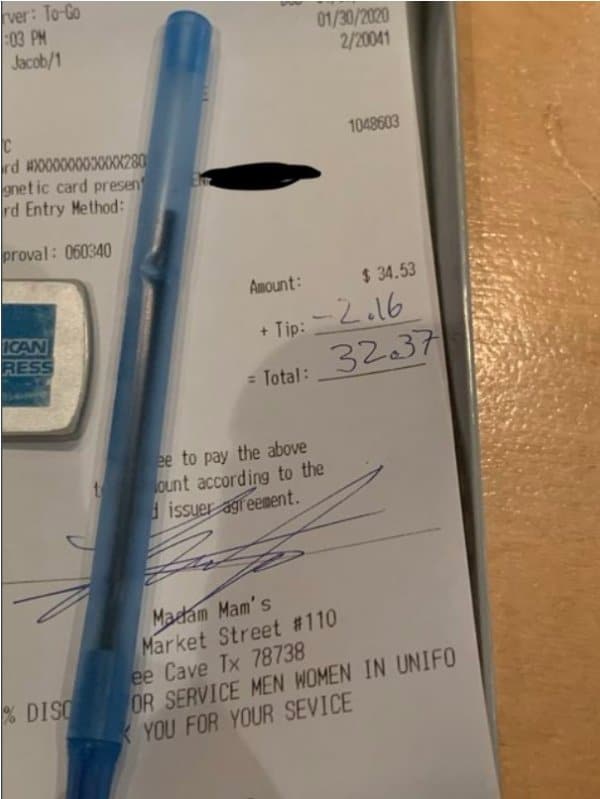 rver: To-Go
01/30/2020
:03 PM
2/20041
Jacob/1
1048603
rd #XXXXXXXXXXXX280
gnetic card presen
rd Entry Method:
proval: 060340
Amount: $ 34.53
+ Tip: -2.16
= Total: 32.37
ICAN
RESS
ee to pay the above
t ount according to the
d issuer agreement.
Madam Mam's
Market Street #110
ee Cave Tx 78738
% DISC OR SERVICE MEN WOMEN IN UNIFO
K YOU FOR YOUR SEVICE